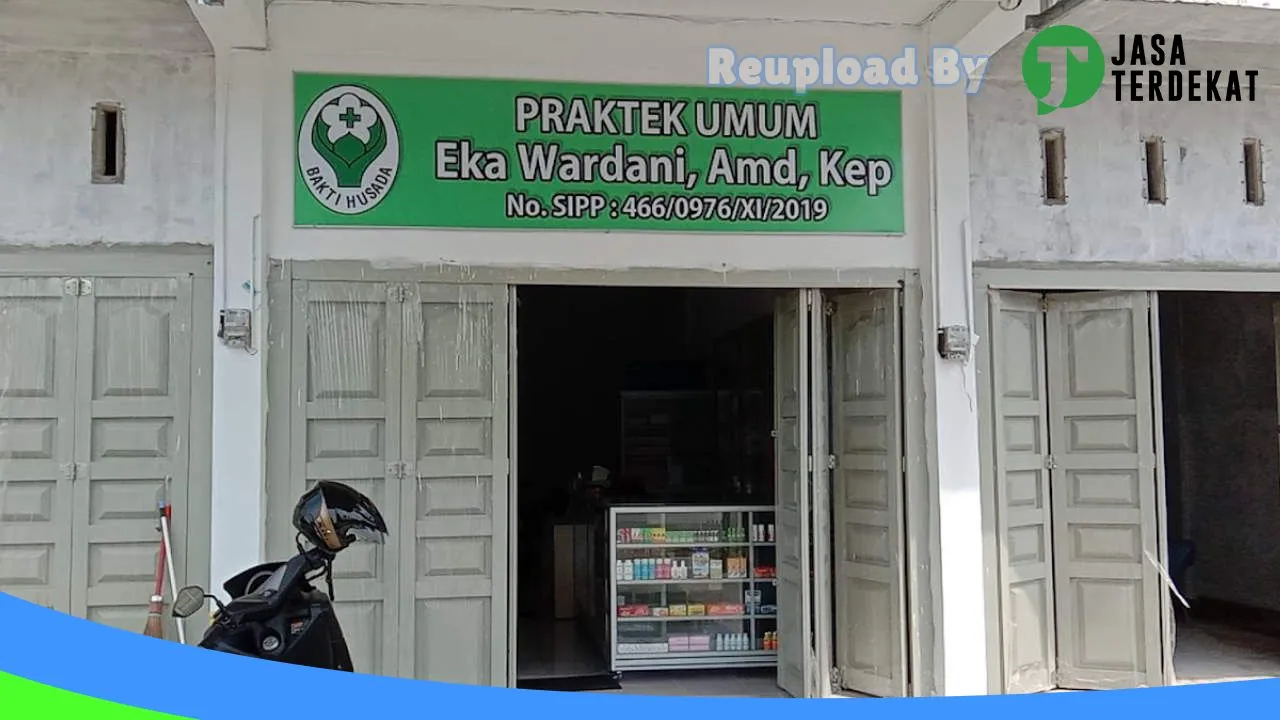 Reupload By
JASA
TERDEKAT
PRAKTEK UMUM
Eka Wardani, Amd, Kep
No. SIPP : 466/0976/XI/2019
BAKTI HUSADA